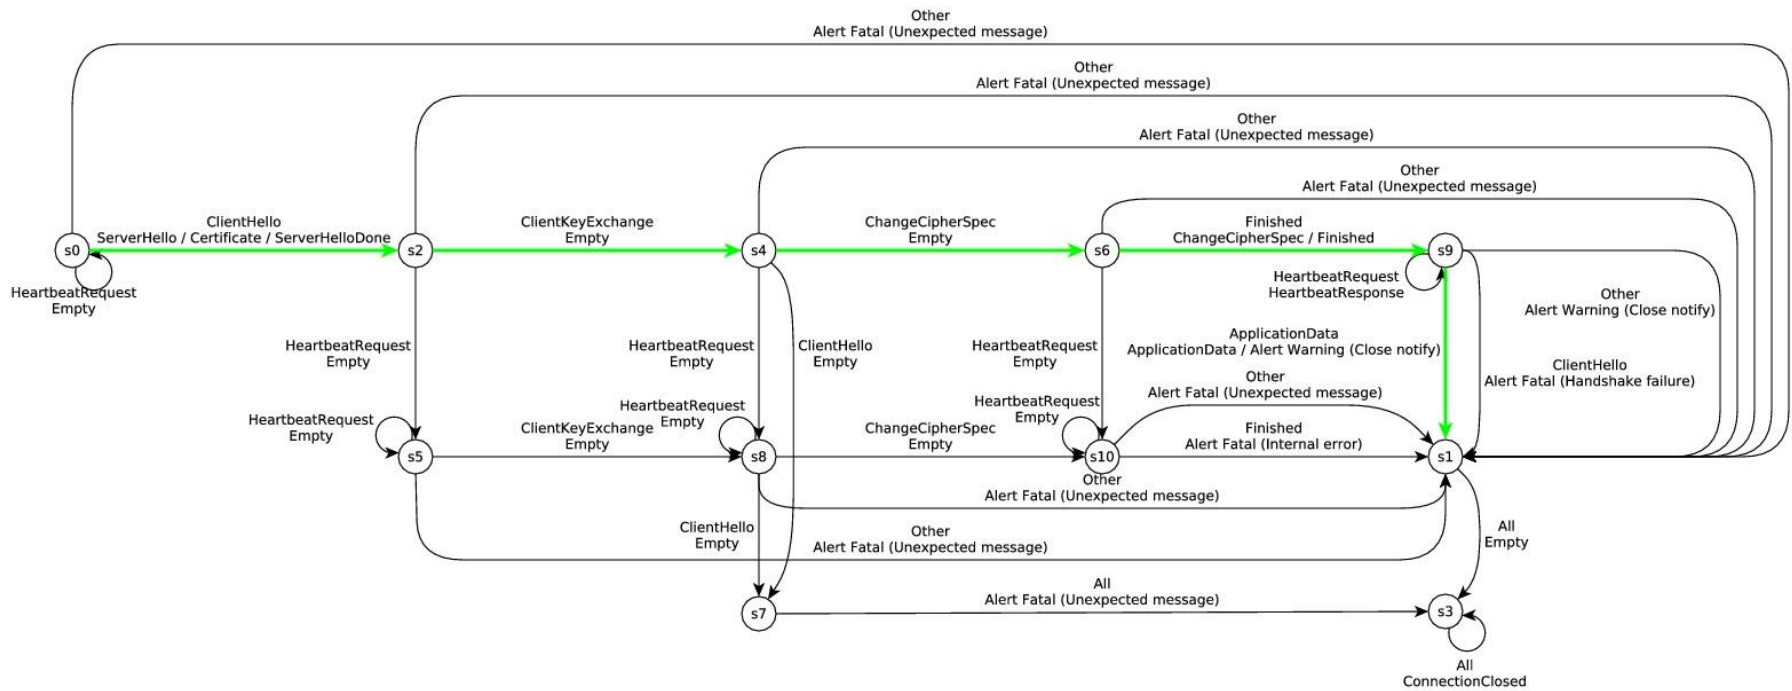 Other
Alert Fatal (Unexpected message)
Other
Alert Fatal (Unexpected message)
Other
Alert Fatal (Unexpected message)
Other
Alert Fatal (Unexpected message)
s0
ClientHello
ServerHello / Certificate / ServerHelloDone
s2
ClientKeyExchange
Empty
s4
ChangeCipherSpec
Empty
s6
Finished
ChangeCipherSpec / Finished
s9
HeartbeatRequest
Empty
HeartbeatRequest
HeartbeatResponse
Other
Alert Warning (Close notify)
HeartbeatRequest
Empty
HeartbeatRequest
Empty
ClientHello
Empty
HeartbeatRequest
Empty
ApplicationData
ApplicationData / Alert Warning (Close notify)
ClientHello
Alert Fatal (Handshake failure)
Other
Alert Fatal (Unexpected message)
HeartbeatRequest
Empty
HeartbeatRequest
Empty
HeartbeatRequest
Empty
s5
ClientKeyExchange
Empty
s8
ChangeCipherSpec
Empty
s10
Finished
Alert Fatal (Internal error)
s1
Other
Alert Fatal (Unexpected message)
ClientHello
Empty
Other
Alert Fatal (Unexpected message)
All
Empty
s7
All
Alert Fatal (Unexpected message)
s3
All
ConnectionClosed